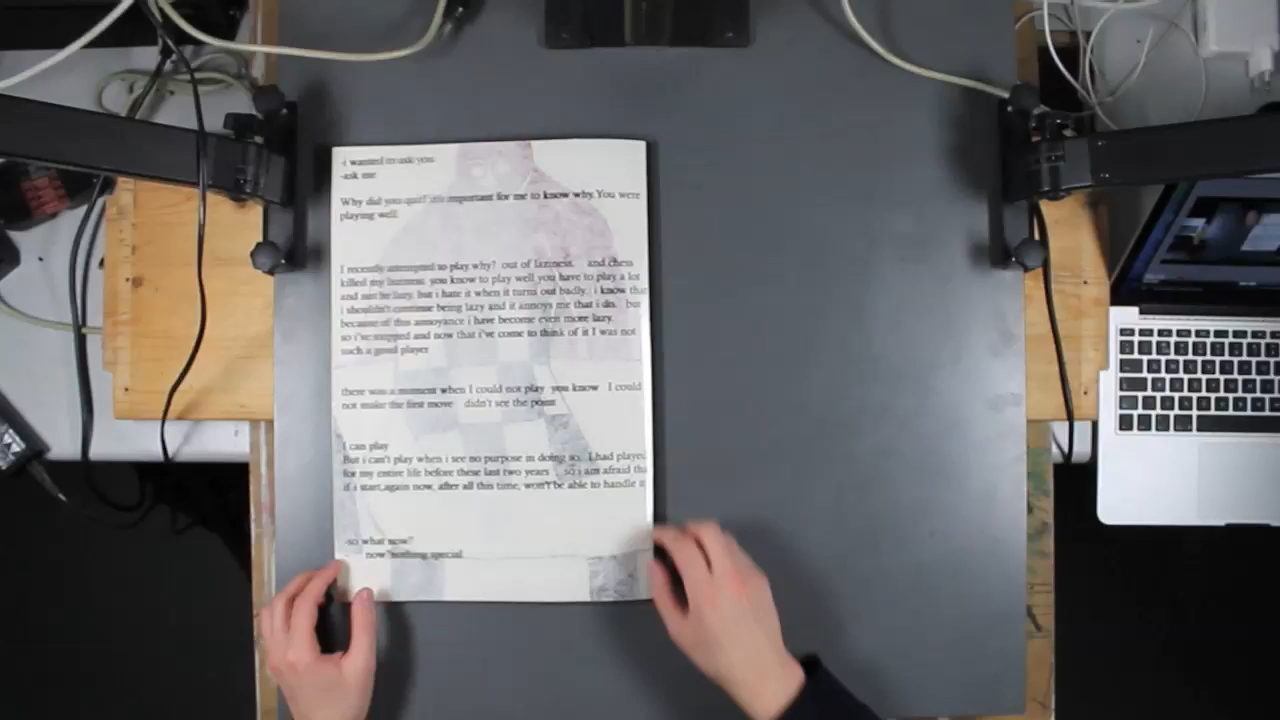 -i wanted to ask you
-ask me
Why did you quit? it's important for me to know why. You were
playing well
I recently attempted to play. why? out of laziness. and chess
killed my laziness. you know to play well you have to play a lot
and not be lazy. but i hate it when it turns out badly. i know that
i shouldn't continue being lazy and it annoys me that i do. but
because of this annoyance i have become even more lazy.
so i've stopped and now that i've come to think of it I was not
such a good player
there was a moment when I could not play you know I could
not make the first move didn't see the point
I can play
But i can't play when i see no purpose in doing so. I had played
for my entire life before these last two years . so i am afraid tha
if i start again now, after all this time, won't be able to handle
-so what now?
- now nothing special